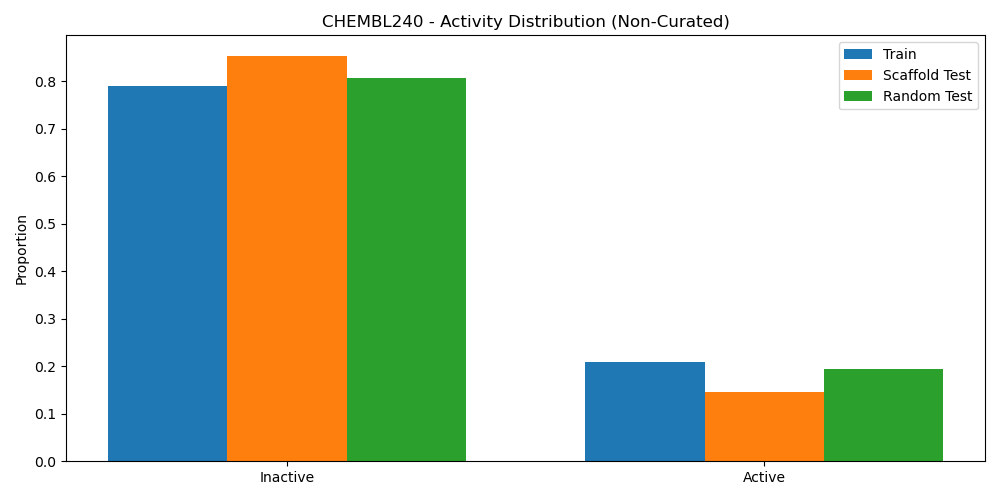 CHEMBL240 - Activity Distribution (Non-Curated)
Train
Scaffold Test
Random Test
Proportion
0.8
0.7
0.6
0.5
0.4
0.3
0.2
0.1
0.0
Inactive
Active